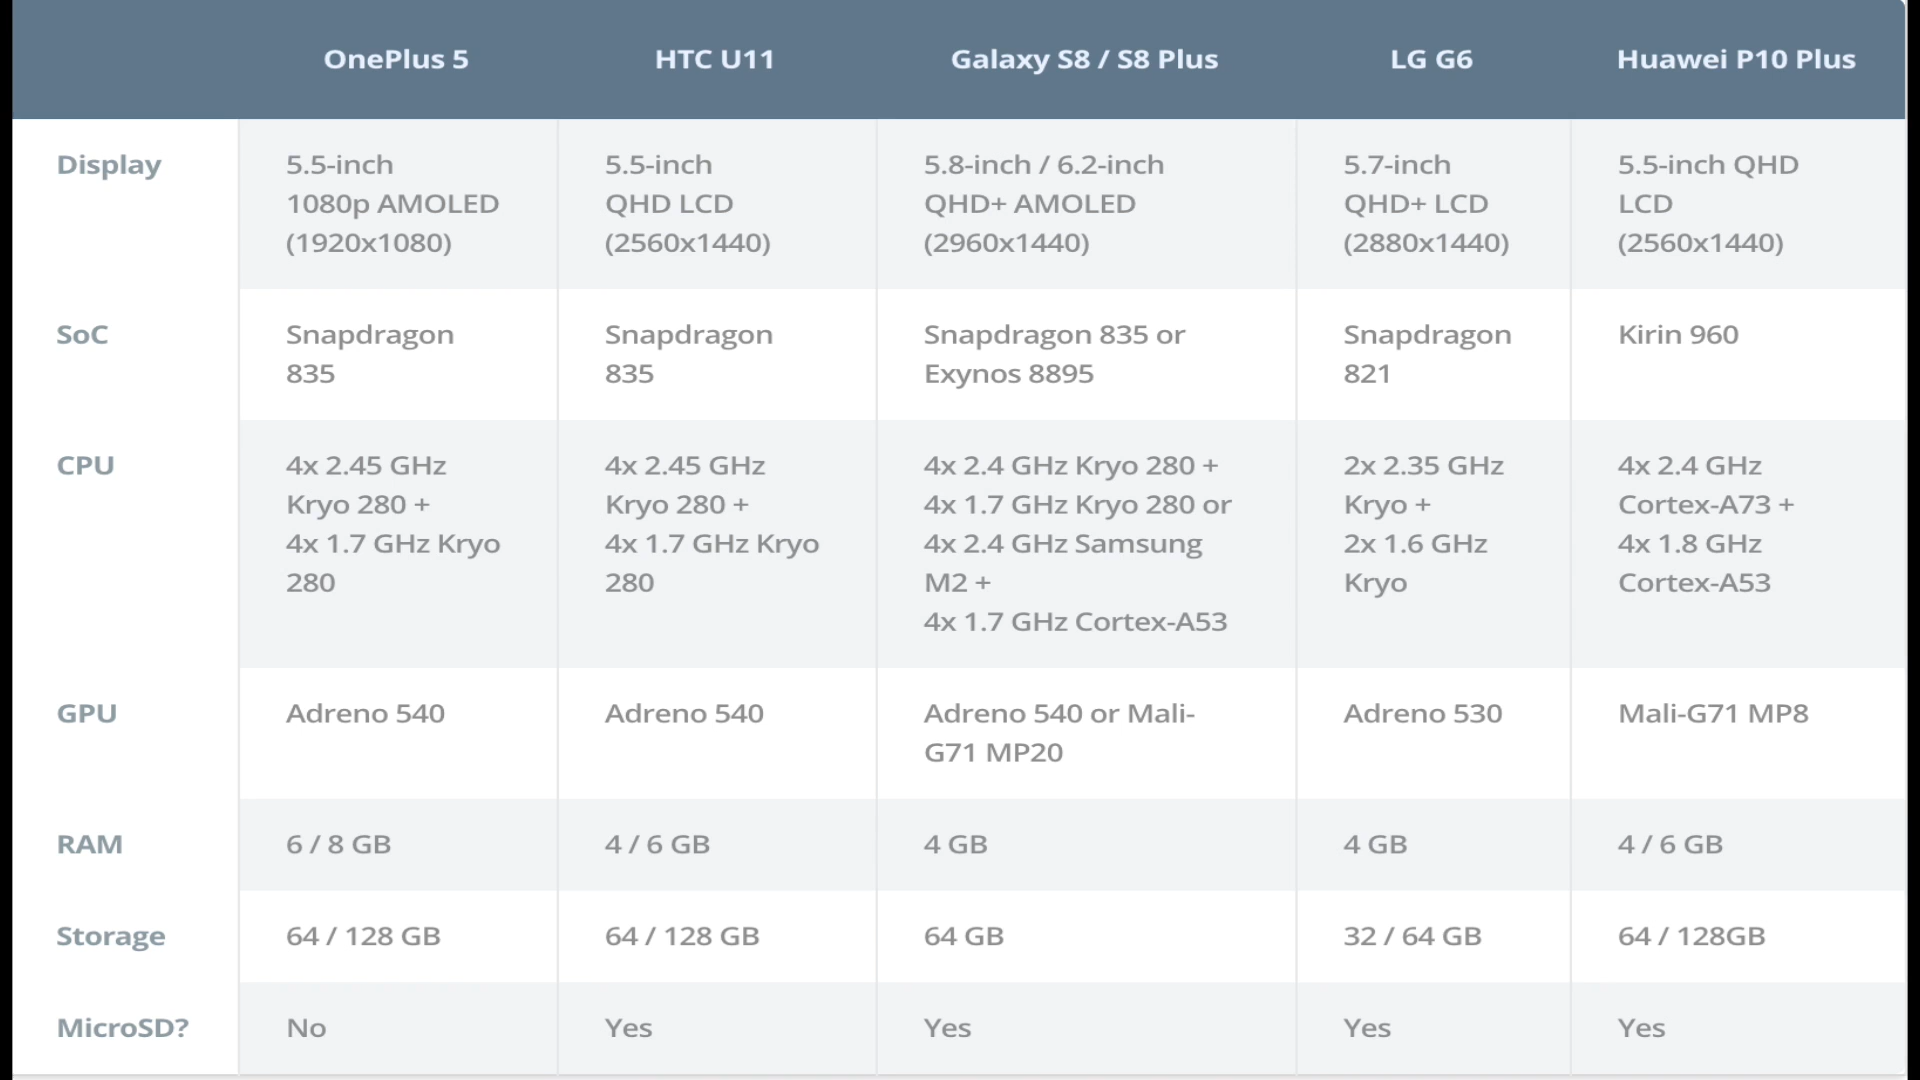 OnePlus 5 HTC U11 Galaxy S8 / S8 Plus LG G6 Huawei P10 Plus
Display 5.5-inch 5.5-inch 5.8-inch / 6.2-inch 5.7-inch 5.5-inch QHD
1080p AMOLED QHD LCD QHD+ AMOLED QHD+ LCD LCD
(1920x1080) (2560x1440) (2960x1440) (2880x1440) (2560x1440)
SoC Snapdragon Snapdragon Snapdragon 835 or Snapdragon Kirin 960
835 835 Exynos 8895 821
CPU 4x 2.45 GHz 4x 2.45 GHz 4x 2.4 GHz Kryo 280 + 2x 2.35 GHz 4x 2.4 GHz
Kryo 280 + Kryo 280 + 4x 1.7 GHz Kryo 280 or Kryo + Cortex-A73 +
4x 1.7 GHz Kryo 4x 1.7 GHz Kryo 4x 2.4 GHz Samsung 2x 1.6 GHz 4x 1.8 GHz
280 280 M2 + Kryo Cortex-A53
4x 1.7 GHz Cortex-A53
GPU Adreno 540 Adreno 540 Adreno 540 or Mali- Adreno 530 Mali-G71 MP8
G71 MP20
RAM 6 / 8 GB 4 / 6 GB 4 GB 4 GB 4 / 6 GB
Storage 64 / 128 GB 64 / 128 GB 64 GB 32 / 64 GB 64 / 128GB
MicroSD? No Yes Yes Yes Yes